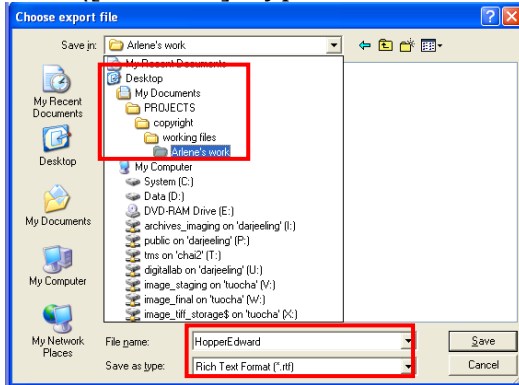 Choose export file
Save in: Arlene's work
My Recent Documents
Desktop
My Documents
PROJECTS
copyright
working files
Arlene's work
My Computer
System (C:)
Data (D:)
DVD-RAM Drive (E:)
archives_imaging on 'darjeeling' (I:)
public on 'darjeeling' (P:)
tms on 'chai2' (T:)
digitallab on 'darjeeling' (U:)
image_staging on 'tuocha' (V:)
image_final on 'tuocha' (W:)
image_tiff_storage$ on 'tuocha' (X:)
My Recent
Documents
Desktop
My Documents
My Computer
My Network
Places
File name: HopperEdward Save
Save as type: Rich Text Format (*.rtf) Cancel